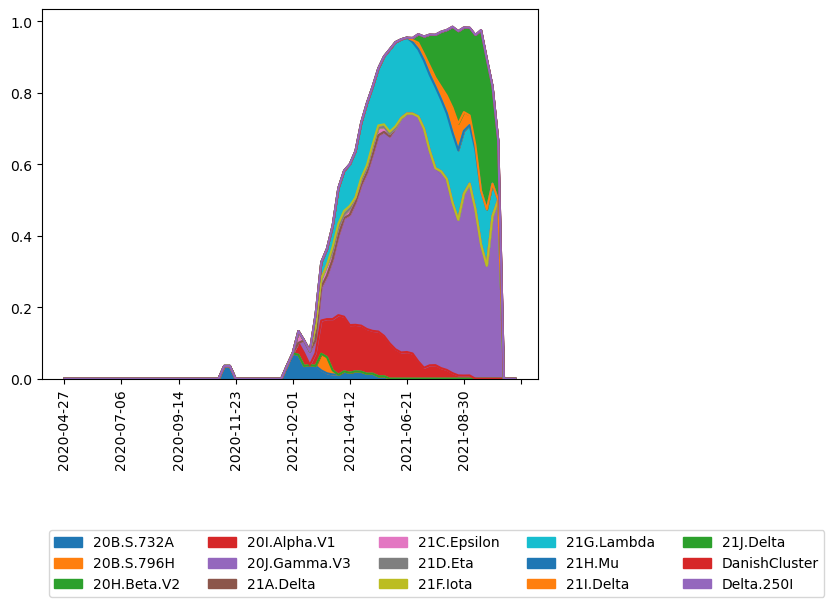 1.0
0.8
0.6
0.4
0.2
0.0
2020-04-27 2020-07-06 2020-09-14 2020-11-23 2021-02-01 2021-04-12 2021-06-21 2021-08-30
20B.S.732A 20I.Alpha.V1 21C.Epsilon 21G.Lambda 21J.Delta
20B.S.796H 20J.Gamma.V3 21D.Eta 21H.Mu DanishCluster
20H.Beta.V2 21A.Delta 21F.Iota 21I.Delta Delta.250I